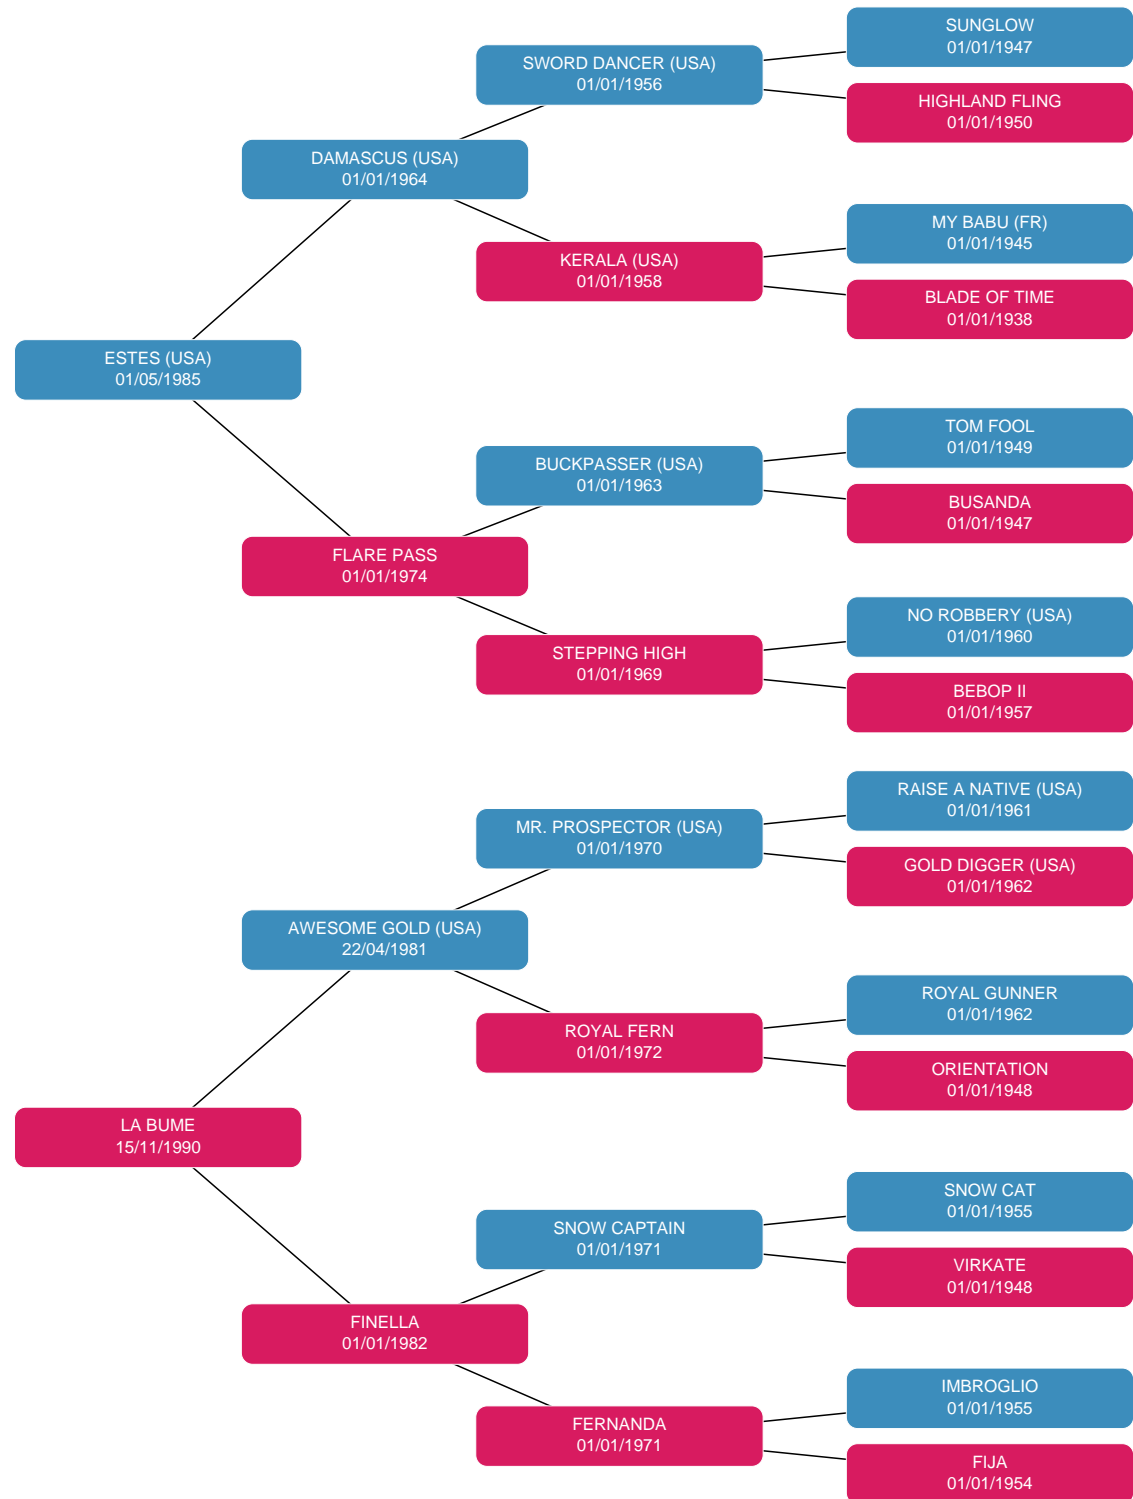 SUNGLOW
01/01/1947
SWORD DANCER (USA)
01/01/1956
HIGHLAND FLING
01/01/1950
DAMASCUS (USA)
01/01/1964
MY BABU (FR)
01/01/1945
KERALA (USA)
01/01/1958
BLADE OF TIME
01/01/1938
ESTES (USA)
01/05/1985
TOM FOOL
01/01/1949
BUCKPASSER (USA)
01/01/1963
BUSANDA
01/01/1947
FLARE PASS
01/01/1974
NO ROBBERY (USA)
01/01/1960
STEPPING HIGH
01/01/1969
BEBOP II
01/01/1957
RAISE A NATIVE (USA)
01/01/1961
MR. PROSPECTOR (USA)
01/01/1970
GOLD DIGGER (USA)
01/01/1962
AWESOME GOLD (USA)
22/04/1981
ROYAL GUNNER
01/01/1962
ROYAL FERN
01/01/1972
ORIENTATION
01/01/1948
LA BUME
15/11/1990
SNOW CAT
01/01/1955
SNOW CAPTAIN
01/01/1971
VIRKATE
01/01/1948
FINELLA
01/01/1982
IMBROGLIO
01/01/1955
FERNANDA
01/01/1971
FIJA
01/01/1954